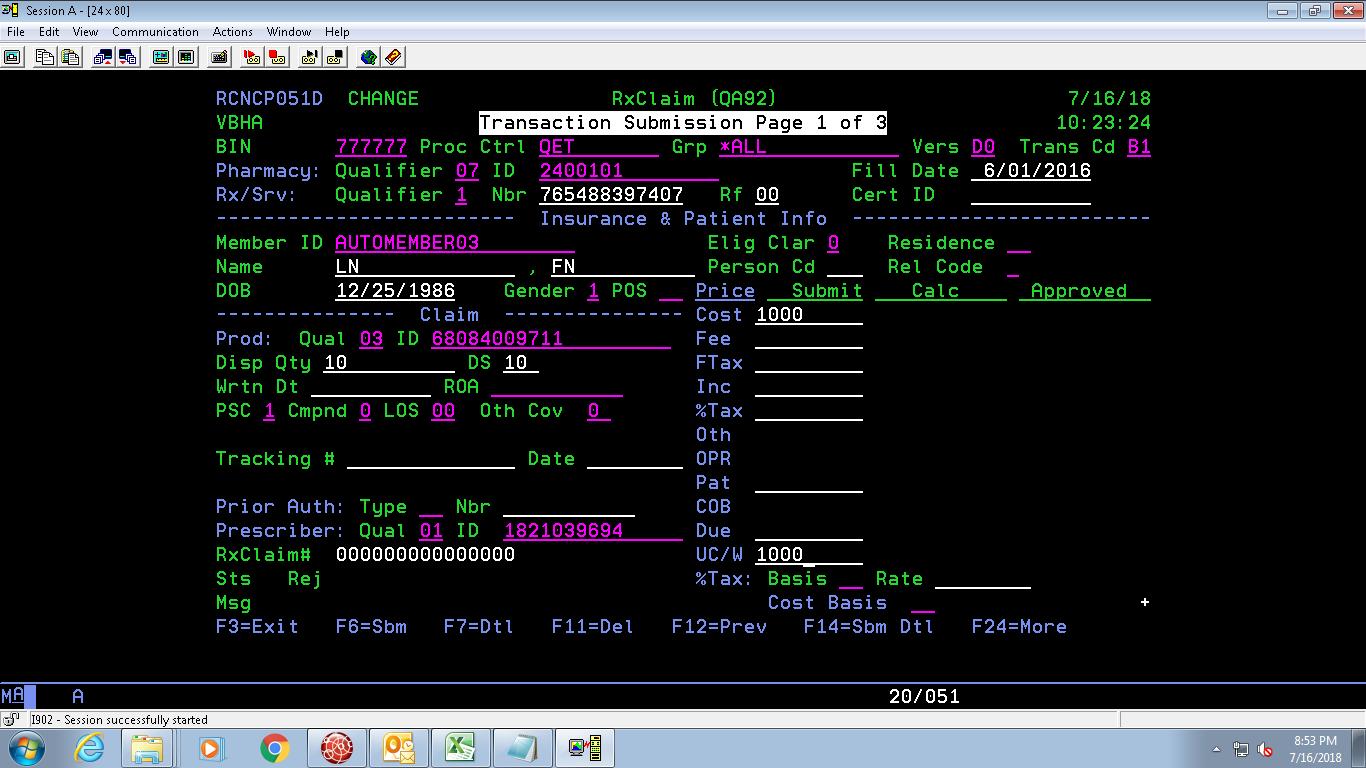 Session A - [24 x 80]
File Edit View Communication Actions Window Help
RCNCP051D CHANGE RxClaim (QA92) 7/16/18
VBHA Transaction Submission Page 1 of 3 10:23:24
BIN 777777 Proc Ctrl QET Grp *ALL Vers D0 Trans Cd B1
Pharmacy: Qualifier 07 ID 2400101 Fill Date 6/01/2016
Rx/Srv: Qualifier 1 Nbr 765488397407 Rf 00 Cert ID
------------------------- Insurance & Patient Info -------------------------
Member ID AUTOMEMBER03 Elig Clar 0 Residence
Name LN , FN Person Cd Rel Code
DOB 12/25/1986 Gender 1 POS Price Submit Calc Approved
--------------- Claim --------------- Cost 1000
Prod: Qual 03 ID 68084009711 Fee
Disp Qty 10 DS 10 FTax
Wrtn Dt ROA Inc
PSC 1 Cmpnd 0 LOS 00 Oth Cov 0 %Tax
Oth
Tracking # Date OPR
Pat
Prior Auth: Type Nbr COB
Prescriber: Qual 01 ID 1821039694 Due
RxClaim# 000000000000000 UC/W 1000
Sts Rej %Tax: Basis Rate
Msg Cost Basis +
F3=Exit F6=Sbm F7=Dtl F11=Del F12=Prev F14=Sbm Dtl F24=More
MA A 20/051
I902 - Session successfully started
8:53 PM
7/16/2018